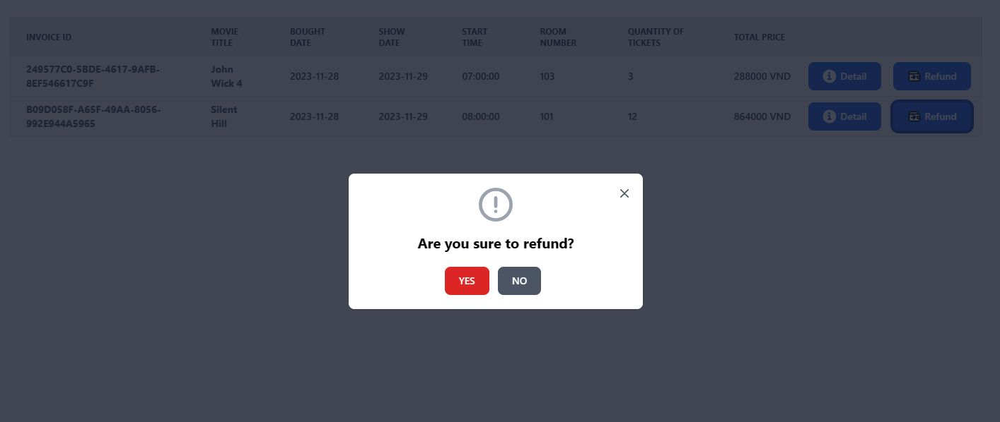 INVOICE ID
MOVIE TITLE
BOUGHT DATE
SHOW DATE
START TIME
ROOM NUMBER
QUANTITY OF TICKETS
TOTAL PRICE
249577C0-5BDE-4617-9AFB-
8EF546617C9F
John
Wick 4
2023-11-28
2023-11-29
07:00:00
103
3
288000 VND
Detail
Refund
B09D058F-A65F-49AA-8056-
992E944A5965
Silent
Hill
2023-11-28
2023-11-29
08:00:00
101
12
864000 VND
Detail
Refund
Are you sure to refund?
YES
NO